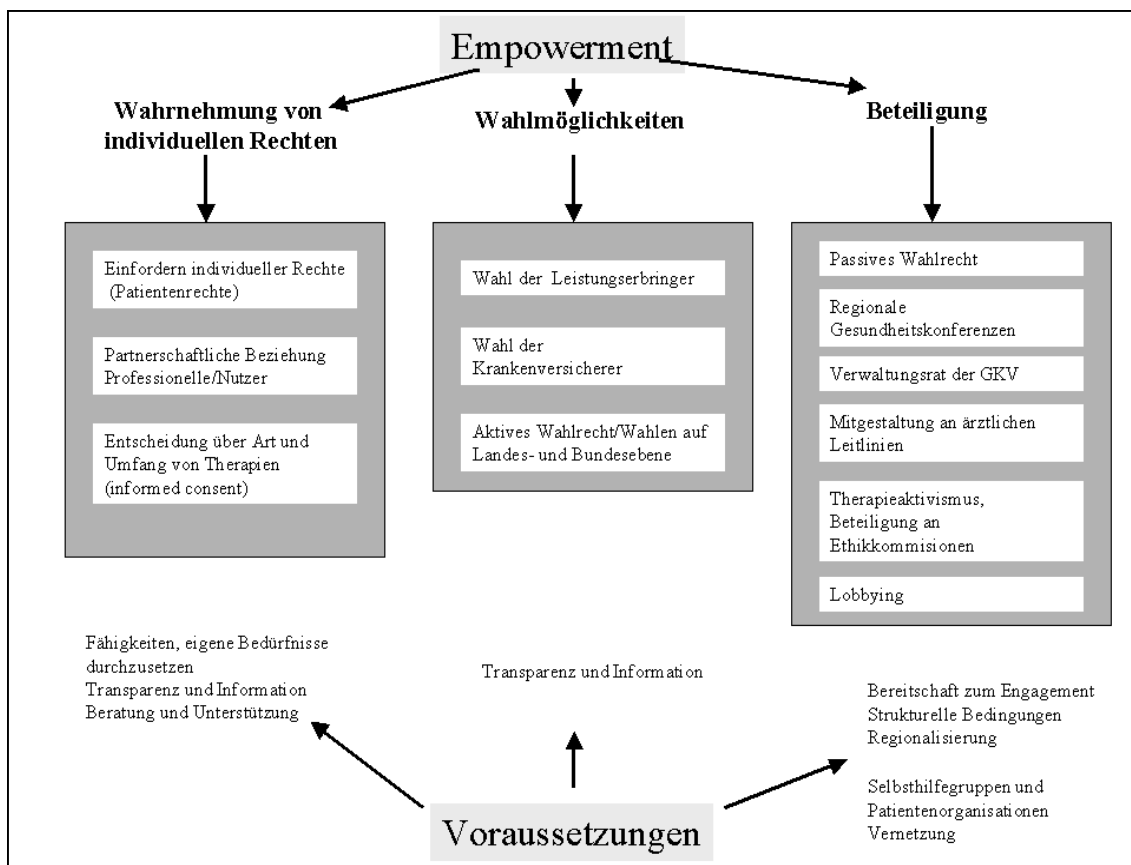 Empowerment
Wahrnehmung von
individuellen Rechten
Wahlmöglichkeiten
Beteiligung
Einfordern individueller Rechte
(Patientenrechte)
Partnerschaftliche Beziehung
Professionelle/Nutzer
Entscheidung über Art und
Umfang von Therapien
(informed consent)
Wahl der Leistungserbringer
Wahl der
Krankenversicherer
Aktives Wahlrecht/Wahlen auf
Landes- und Bundesebene
Passives Wahlrecht
Regionale
Gesundheitskonferenzen
Verwaltungsrat der GKV
Mitgestaltung an ärztlichen
Leitlinien
Therapieaktivismus,
Beteiligung an
Ethikkommisionen
Lobbying
Fähigkeiten, eigene Bedürfnisse
durchzusetzen
Transparenz und Information
Beratung und Unterstützung
Transparenz und Information
Bereitschaft zum Engagement
Strukturelle Bedingungen
Regionalisierung
Selbsthilfegruppen und
Patientenorganisationen
Vernetzung
Voraussetzungen